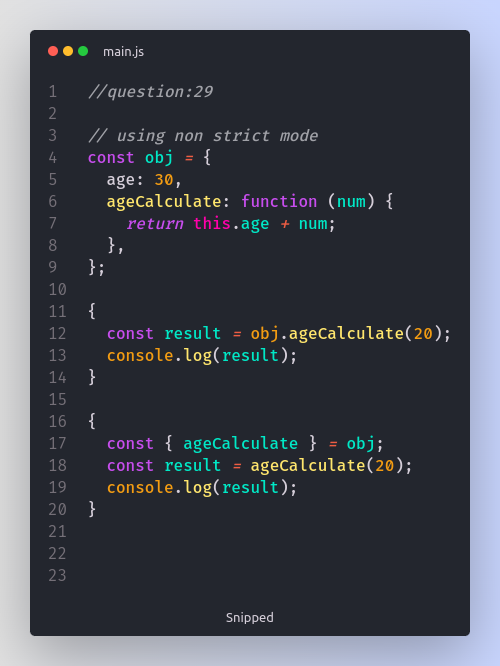 main.js
1 //question:29
2
3 // using non strict mode
4 const obj = {
5   age: 30,
6   ageCalculate: function (num) {
7     return this.age + num;
8   },
9 };
10
11 {
12   const result = obj.ageCalculate(20);
13   console.log(result);
14 }
15
16 {
17   const { ageCalculate } = obj;
18   const result = ageCalculate(20);
19   console.log(result);
20 }
21
22
23
Snipped